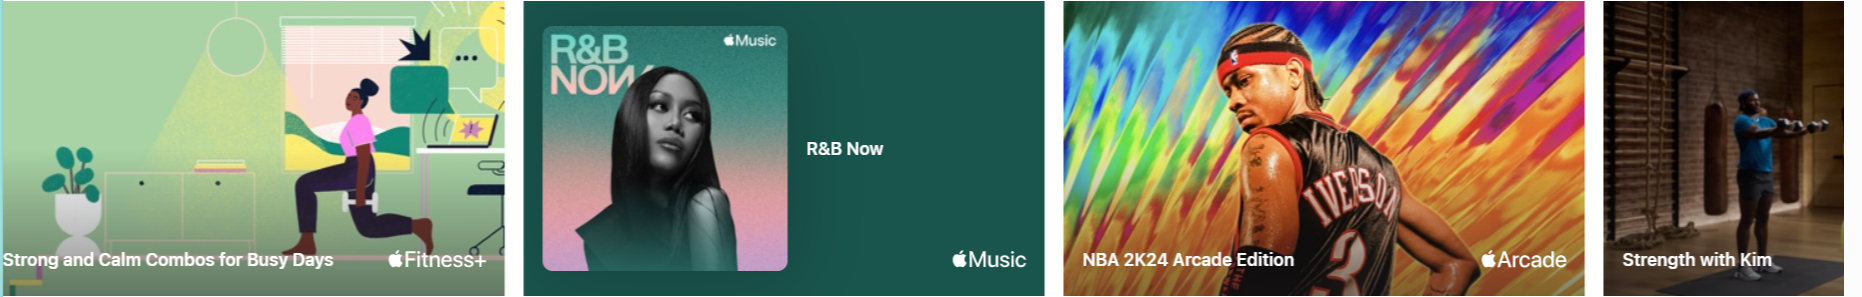 Strong and Calm Combos for Busy Days
Fitness+
R&B
NOW
Music
R&B Now
Music
IVERSON
3
NBA 2K24 Arcade Edition
Arcade
Strength with Kim